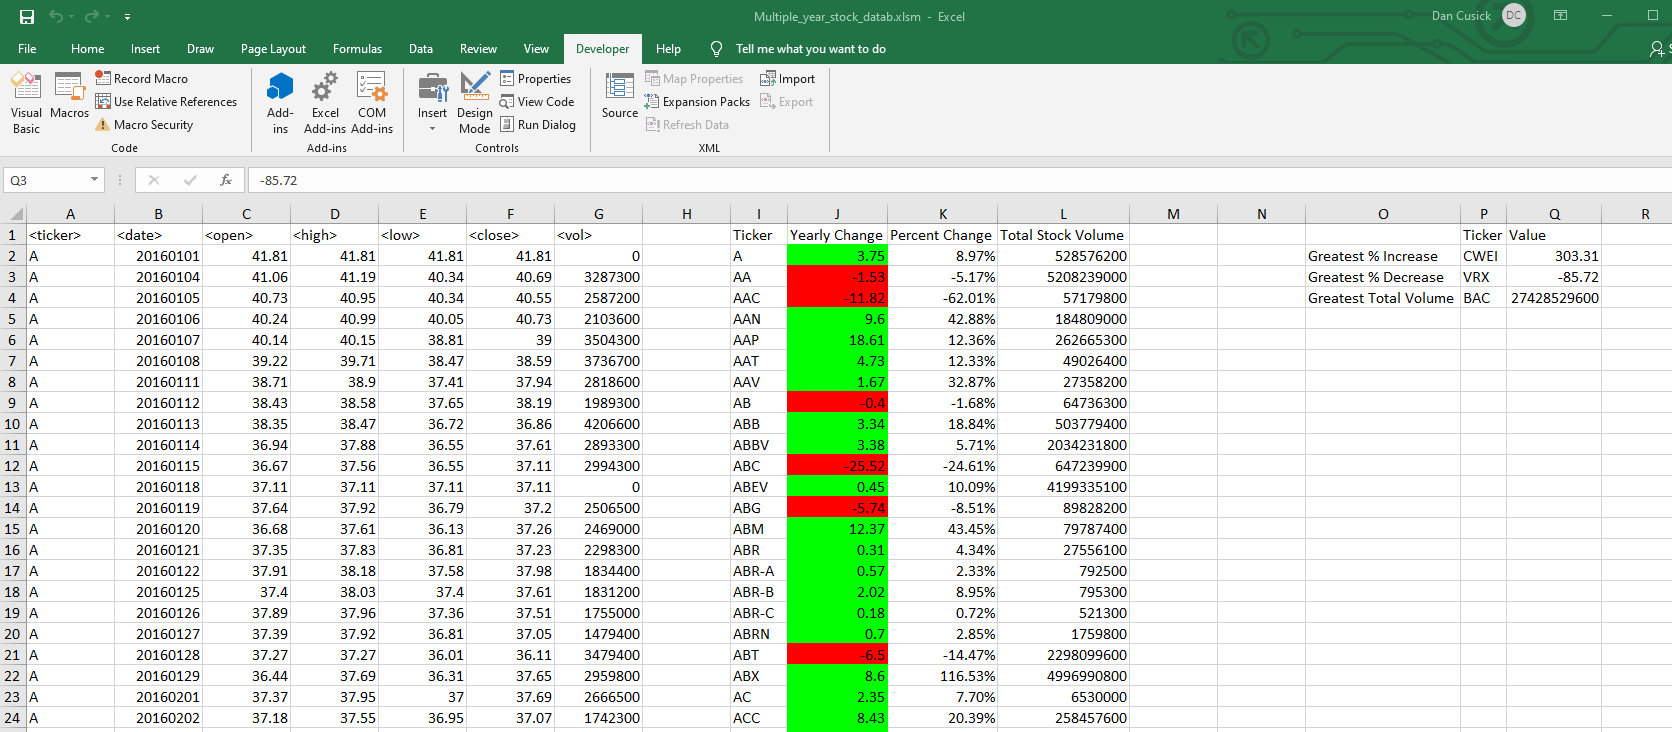 Multiple_year_stock_datab.xlsm - Excel Dan Cusick DC
File Home Insert Draw Page Layout Formulas Data Review View Developer Help Tell me what you want to do S
Visual Basic Macros Record Macro Use Relative References Macro Security Code
Add-ins Excel Add-ins COM Add-ins Add-ins
Insert Design Mode Properties View Code Run Dialog Controls
Source Map Properties Expansion Packs Refresh Data Import Export XML
Q3 fx -85.72
A B C D E F G H I J K L M N O P Q R
1 <ticker> <date> <open> <high> <low> <close> <vol> Ticker Yearly Change Percent Change Total Stock Volume Ticker Value
2 A 20160101 41.81 41.81 41.81 41.81 0 A 3.75 8.97% 528576200 Greatest % Increase CWEI 303.31
3 A 20160104 41.06 41.19 40.34 40.69 3287300 AA -1.53 -5.17% 5208239000 Greatest % Decrease VRX -85.72
4 A 20160105 40.73 40.95 40.34 40.55 2587200 AAC -11.82 -62.01% 57179800 Greatest Total Volume BAC 27428529600
5 A 20160106 40.24 40.99 40.05 40.73 2103600 AAN 9.6 42.88% 184809000
6 A 20160107 40.14 40.15 38.81 39 3504300 AAP 18.61 12.36% 262665300
7 A 20160108 39.22 39.71 38.47 38.59 3736700 AAT 4.73 12.33% 49026400
8 A 20160111 38.71 38.9 37.41 37.94 2818600 AAV 1.67 32.87% 27358200
9 A 20160112 38.43 38.58 37.65 38.19 1989300 AB -0.4 -1.68% 64736300
10 A 20160113 38.35 38.47 36.72 36.86 4206600 ABB 3.34 18.84% 503779400
11 A 20160114 36.94 37.88 36.55 37.61 2893300 ABBV 3.38 5.71% 2034231800
12 A 20160115 36.67 37.56 36.55 37.11 2994300 ABC -25.52 -24.61% 647239900
13 A 20160118 37.11 37.11 37.11 37.11 0 ABEV 0.45 10.09% 4199335100
14 A 20160119 37.64 37.92 36.79 37.2 2506500 ABG -5.74 -8.51% 89828200
15 A 20160120 36.68 37.61 36.13 37.26 2469000 ABM 12.37 43.45% 79787400
16 A 20160121 37.35 37.83 36.81 37.23 2298300 ABR 0.31 4.34% 27556100
17 A 20160122 37.91 38.18 37.58 37.98 1834400 ABR-A 0.57 2.33% 792500
18 A 20160125 37.4 38.03 37.4 37.61 1831200 ABR-B 2.02 8.95% 795300
19 A 20160126 37.89 37.96 37.36 37.51 1755000 ABR-C 0.18 0.72% 521300
20 A 20160127 37.39 37.92 36.81 37.05 1479400 ABRN 0.7 2.85% 1759800
21 A 20160128 37.27 37.27 36.01 36.11 3479400 ABT -6.5 -14.47% 2298099600
22 A 20160129 36.44 37.69 36.31 37.65 2959800 ABX 8.6 116.53% 4996990800
23 A 20160201 37.37 37.95 37 37.69 2666500 AC 2.35 7.70% 6530000
24 A 20160202 37.18 37.55 36.95 37.07 1742300 ACC 8.43 20.39% 258457600